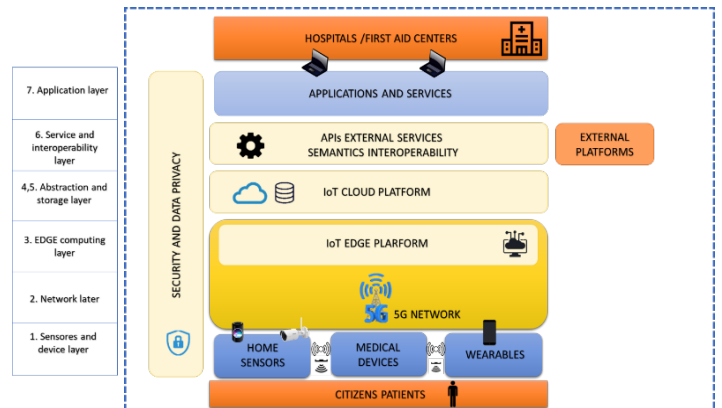 HOSPITALS /FIRST AID CENTERS
7. Application layer
APPLICATIONS AND SERVICES
6. Service and
interoperability
layer
APIs EXTERNAL SERVICES
SEMANTICS INTEROPERABILITY
EXTERNAL
PLATFORMS
4,5. Abstraction and
storage layer
IoT CLOUD PLATFORM
SECURITY AND DATA PRIVACY
3. EDGE computing
layer
IoT EDGE PLARFORM
2. Network later
5G
5G NETWORK
1. Sensores and
device layer
HOME
SENSORS
MEDICAL
DEVICES
WEARABLES
CITIZENS PATIENTS